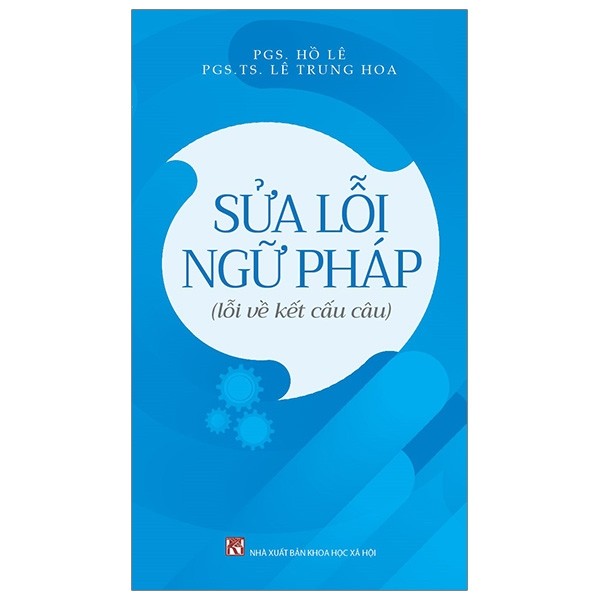 PGS. HỒ LÊ
PGS.TS. LÊ TRUNG HOA
SỬA LỖI
NGỮ PHÁP
(lỗi về kết cấu câu)
NHÀ XUẤT BẢN KHOA HỌC XÃ HỘI